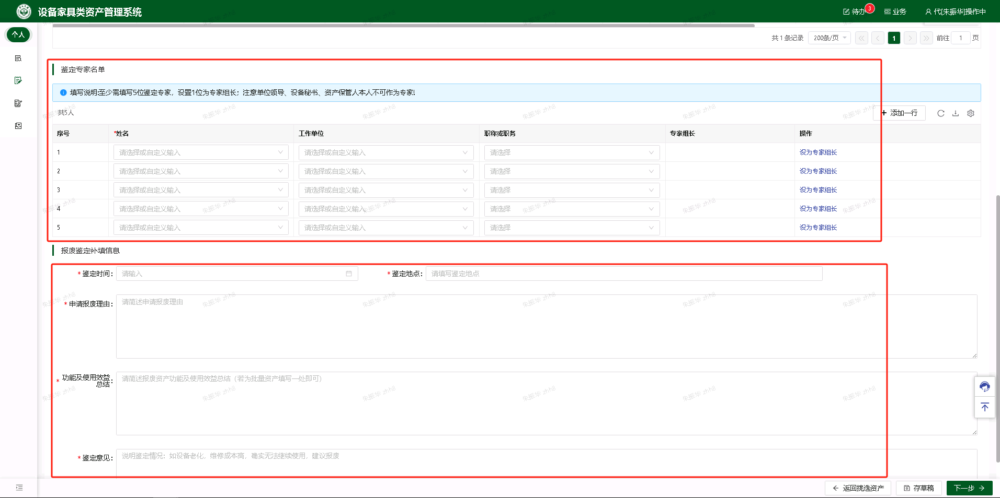 设备家具类资产管理系统
待办 3 业务 代[朱振华]操作中
个人
共 1 条记录 200条/页 1 前往 1 页
鉴定专家名单
填写说明:至少需填写5位鉴定专家，设置1位为专家组长；注意单位领导、设备秘书、资产保管人本人不可作为专家!
共5人 添加一行
序号 *姓名 工作单位 职称或职务 专家组长 操作
1 请选择或自定义输入 请选择或自定义输入 请选择 设为专家组长
2 请选择或自定义输入 请选择或自定义输入 请选择 设为专家组长
3 请选择或自定义输入 请选择或自定义输入 请选择 设为专家组长
4 请选择或自定义输入 请选择或自定义输入 请选择 设为专家组长
5 请选择或自定义输入 请选择或自定义输入 请选择 设为专家组长
报废鉴定补填信息
*鉴定时间： 请输入 *鉴定地点： 请填写鉴定地点
*申请报废理由： 请简述申请报废理由
*功能及使用效益
总结： 请简述报废资产功能及使用效益总结（若为批量资产填写一处即可）
*鉴定意见： 说明鉴定情况：如设备老化，维修成本高，确实无法继续使用，建议报废
返回挑选资产 存草稿 下一步
朱振华 zhh8